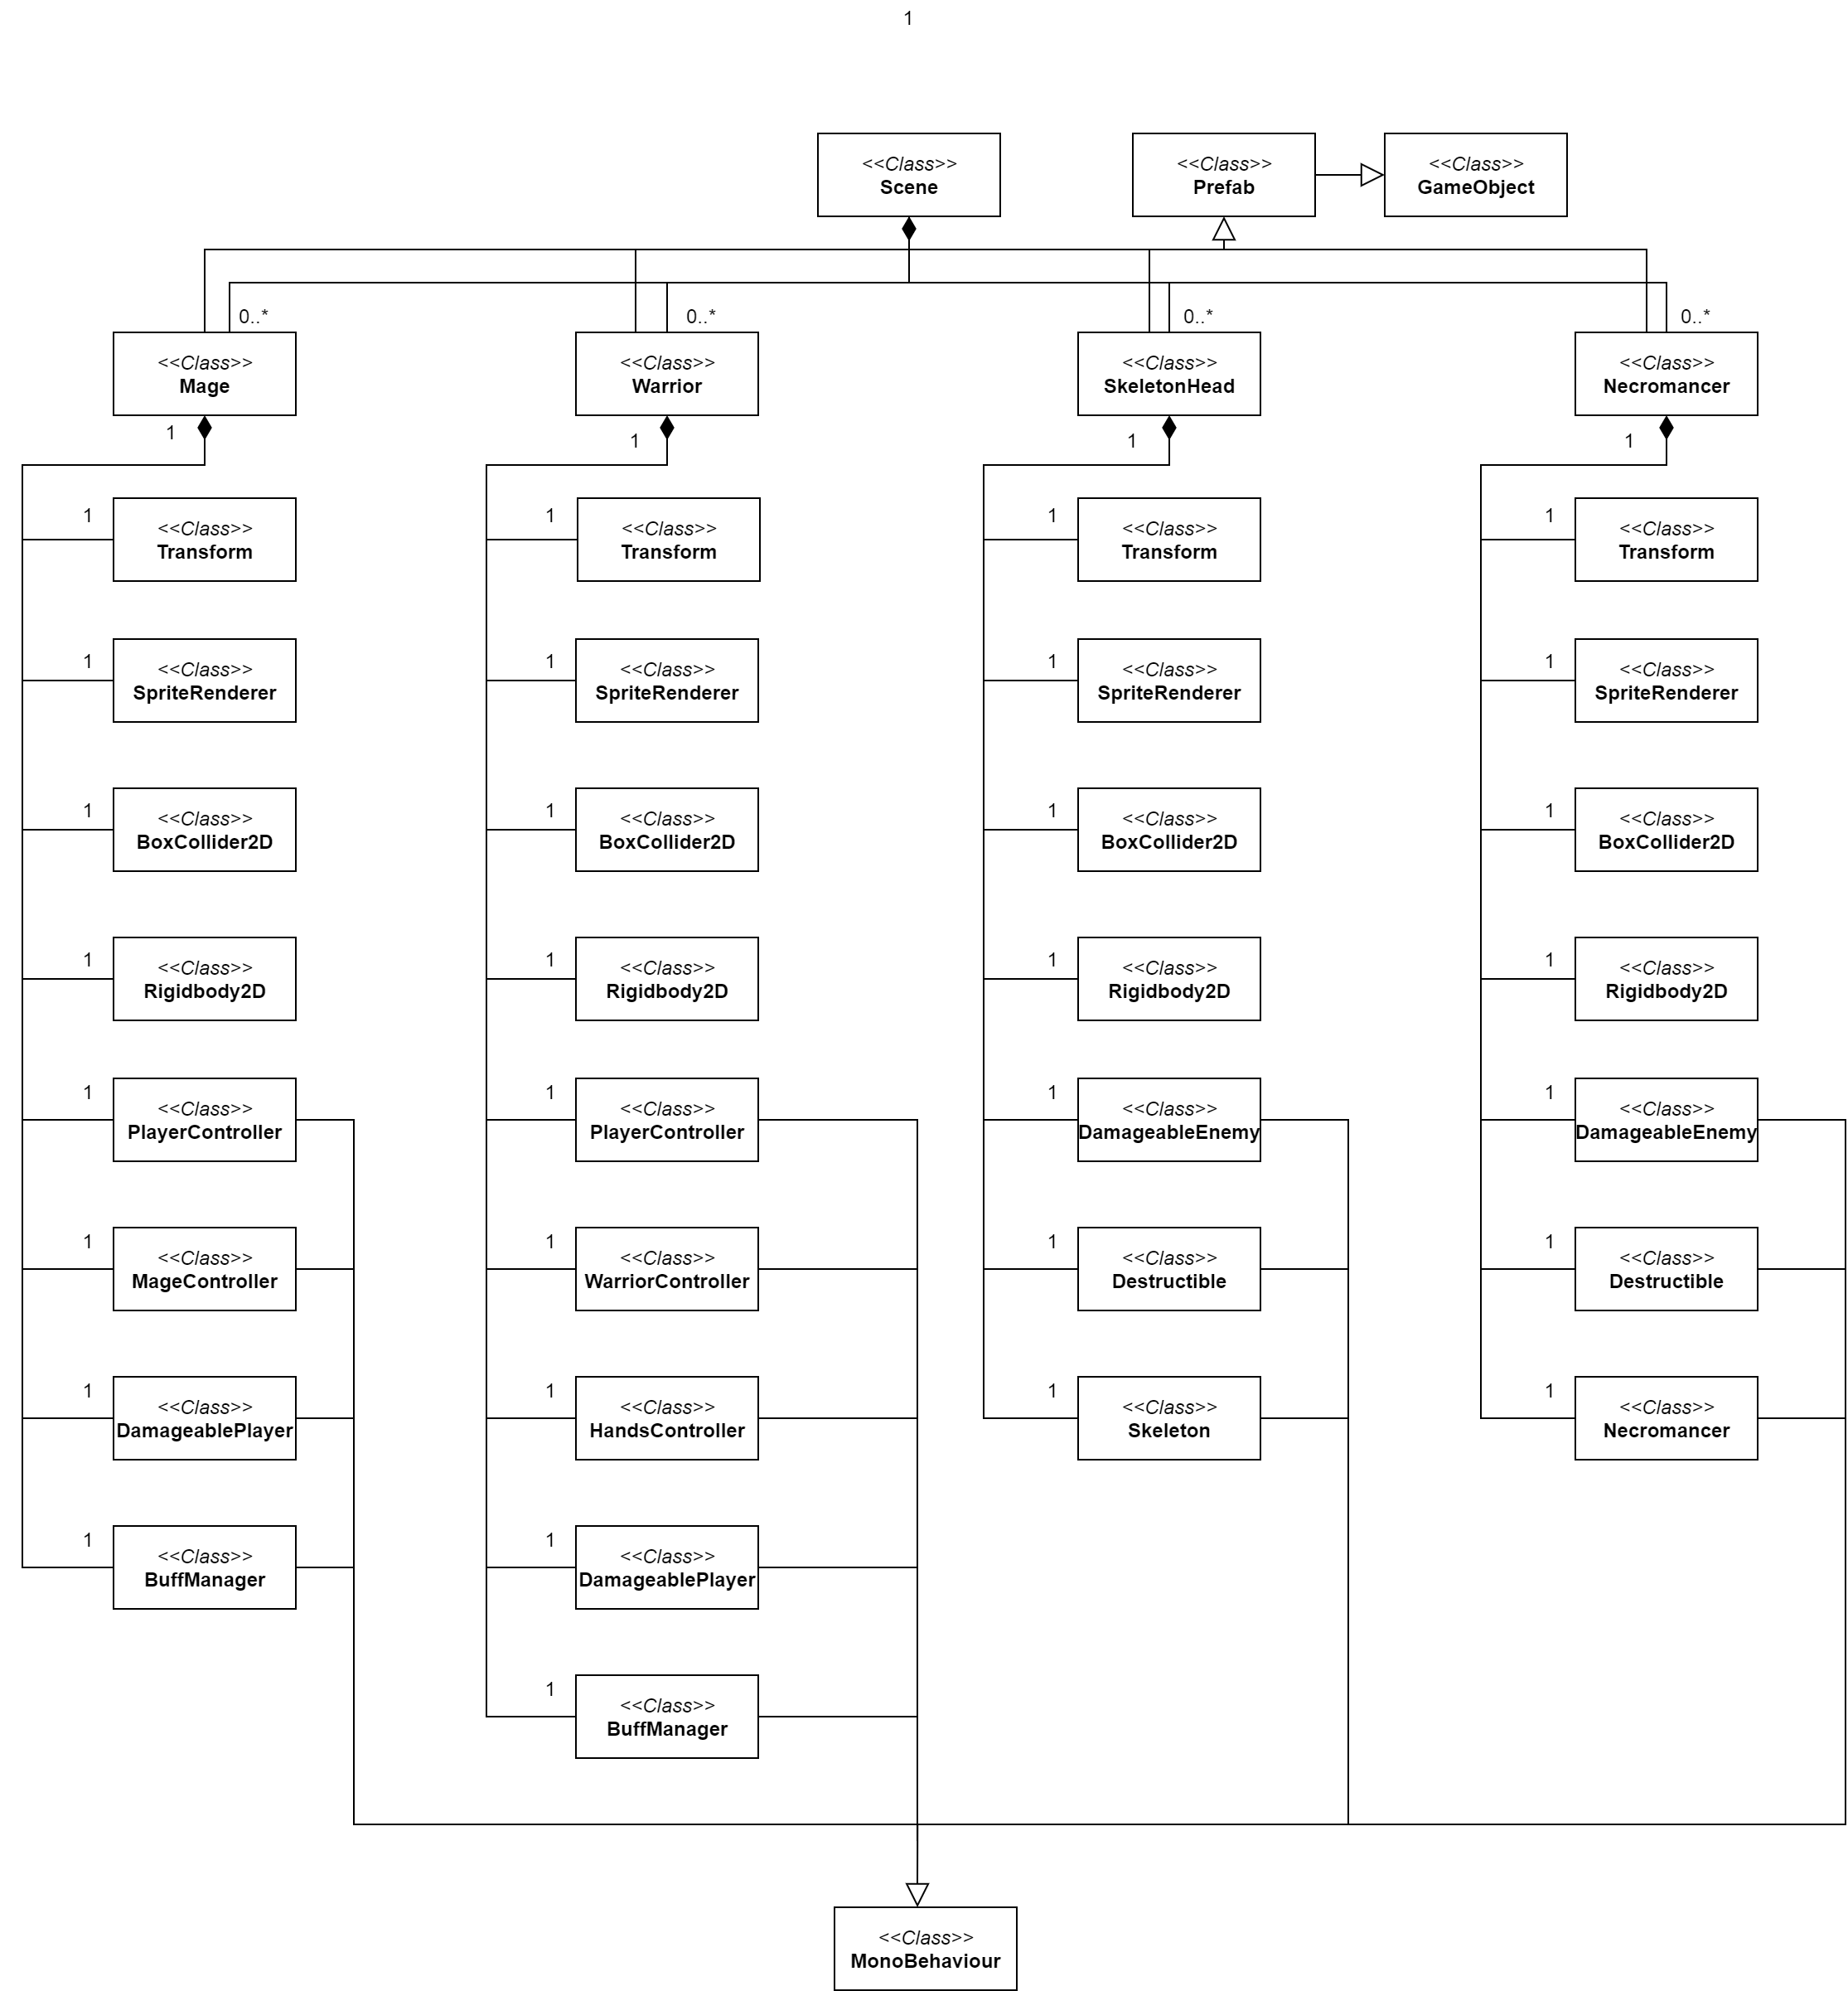 1
<<Class>>
Scene
<<Class>>
Prefab
<<Class>>
GameObject
0..*
0..*
0..*
0..*
<<Class>>
Mage
<<Class>>
Warrior
<<Class>>
SkeletonHead
<<Class>>
Necromancer
1
1
1
1
1
<<Class>>
Transform
1
<<Class>>
Transform
1
<<Class>>
Transform
1
<<Class>>
Transform
1
<<Class>>
SpriteRenderer
1
<<Class>>
SpriteRenderer
1
<<Class>>
SpriteRenderer
1
<<Class>>
SpriteRenderer
1
<<Class>>
BoxCollider2D
1
<<Class>>
BoxCollider2D
1
<<Class>>
BoxCollider2D
1
<<Class>>
BoxCollider2D
1
<<Class>>
Rigidbody2D
1
<<Class>>
Rigidbody2D
1
<<Class>>
Rigidbody2D
1
<<Class>>
Rigidbody2D
1
<<Class>>
PlayerController
1
<<Class>>
PlayerController
1
<<Class>>
DamageableEnemy
1
<<Class>>
DamageableEnemy
1
<<Class>>
MageController
1
<<Class>>
WarriorController
1
<<Class>>
Destructible
1
<<Class>>
Destructible
1
<<Class>>
DamageablePlayer
1
<<Class>>
HandsController
1
<<Class>>
Skeleton
1
<<Class>>
Necromancer
1
<<Class>>
BuffManager
1
<<Class>>
DamageablePlayer
1
<<Class>>
BuffManager
<<Class>>
MonoBehaviour